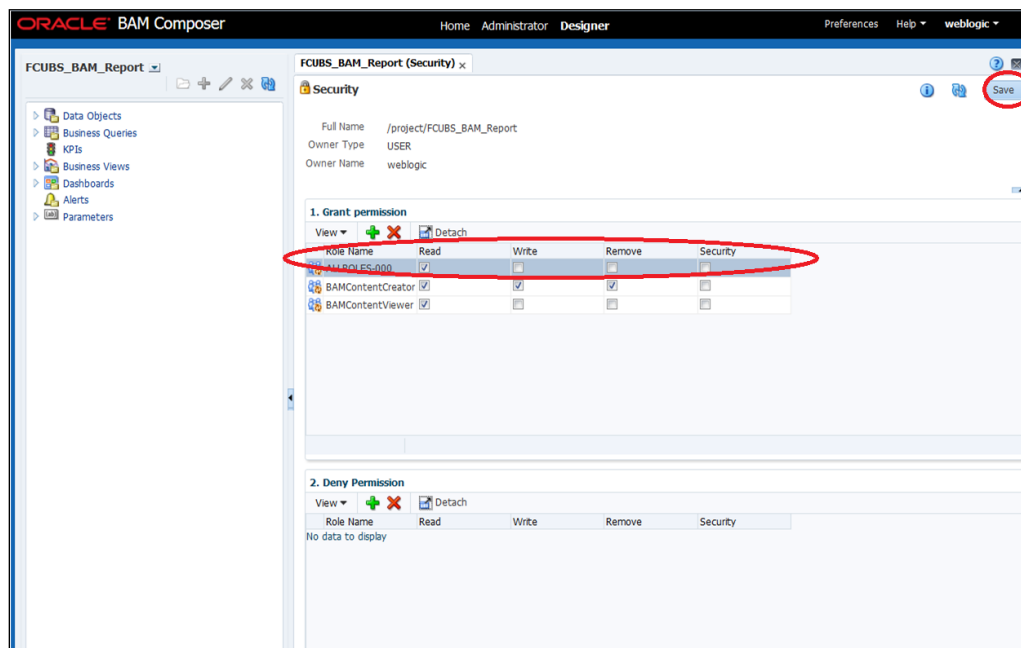 ORACLE BAM Composer Home Administrator Designer Preferences Help weblogic
FCUBS_BAM_Report
FCUBS_BAM_Report (Security) x
Security Save
Data Objects
Business Queries
KPIs
Business Views
Dashboards
Alerts
Parameters
Full Name /project/FCUBS_BAM_Report
Owner Type USER
Owner Name weblogic
1. Grant permission
View Detach
Role Name Read Write Remove Security
ALLROLES-000
BAMContentCreator
BAMContentViewer
2. Deny Permission
View Detach
Role Name Read Write Remove Security
No data to display